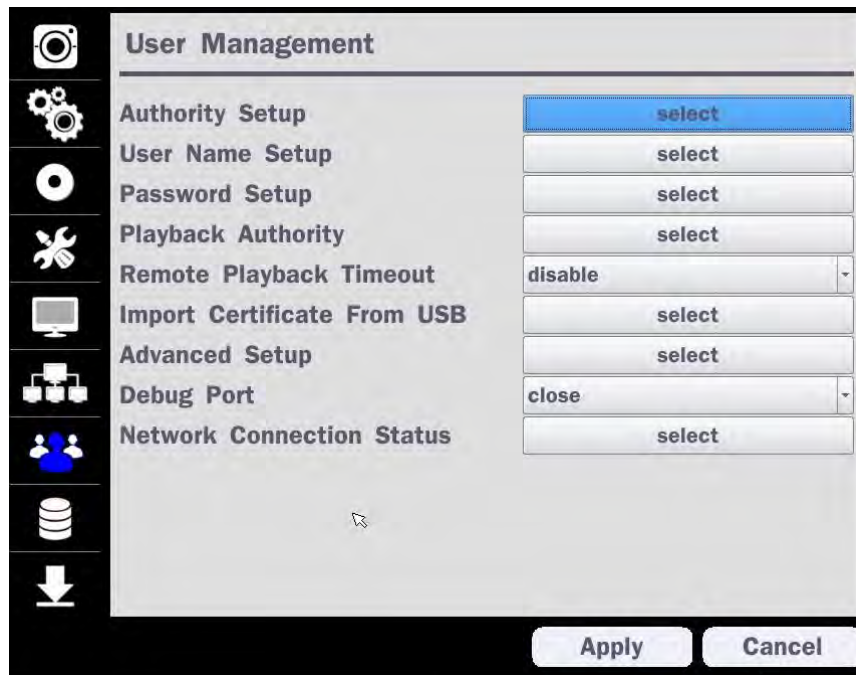 User Management
Authority Setup select
User Name Setup select
Password Setup select
Playback Authority select
Remote Playback Timeout disable
Import Certificate From USB select
Advanced Setup select
Debug Port close
Network Connection Status select
Apply Cancel